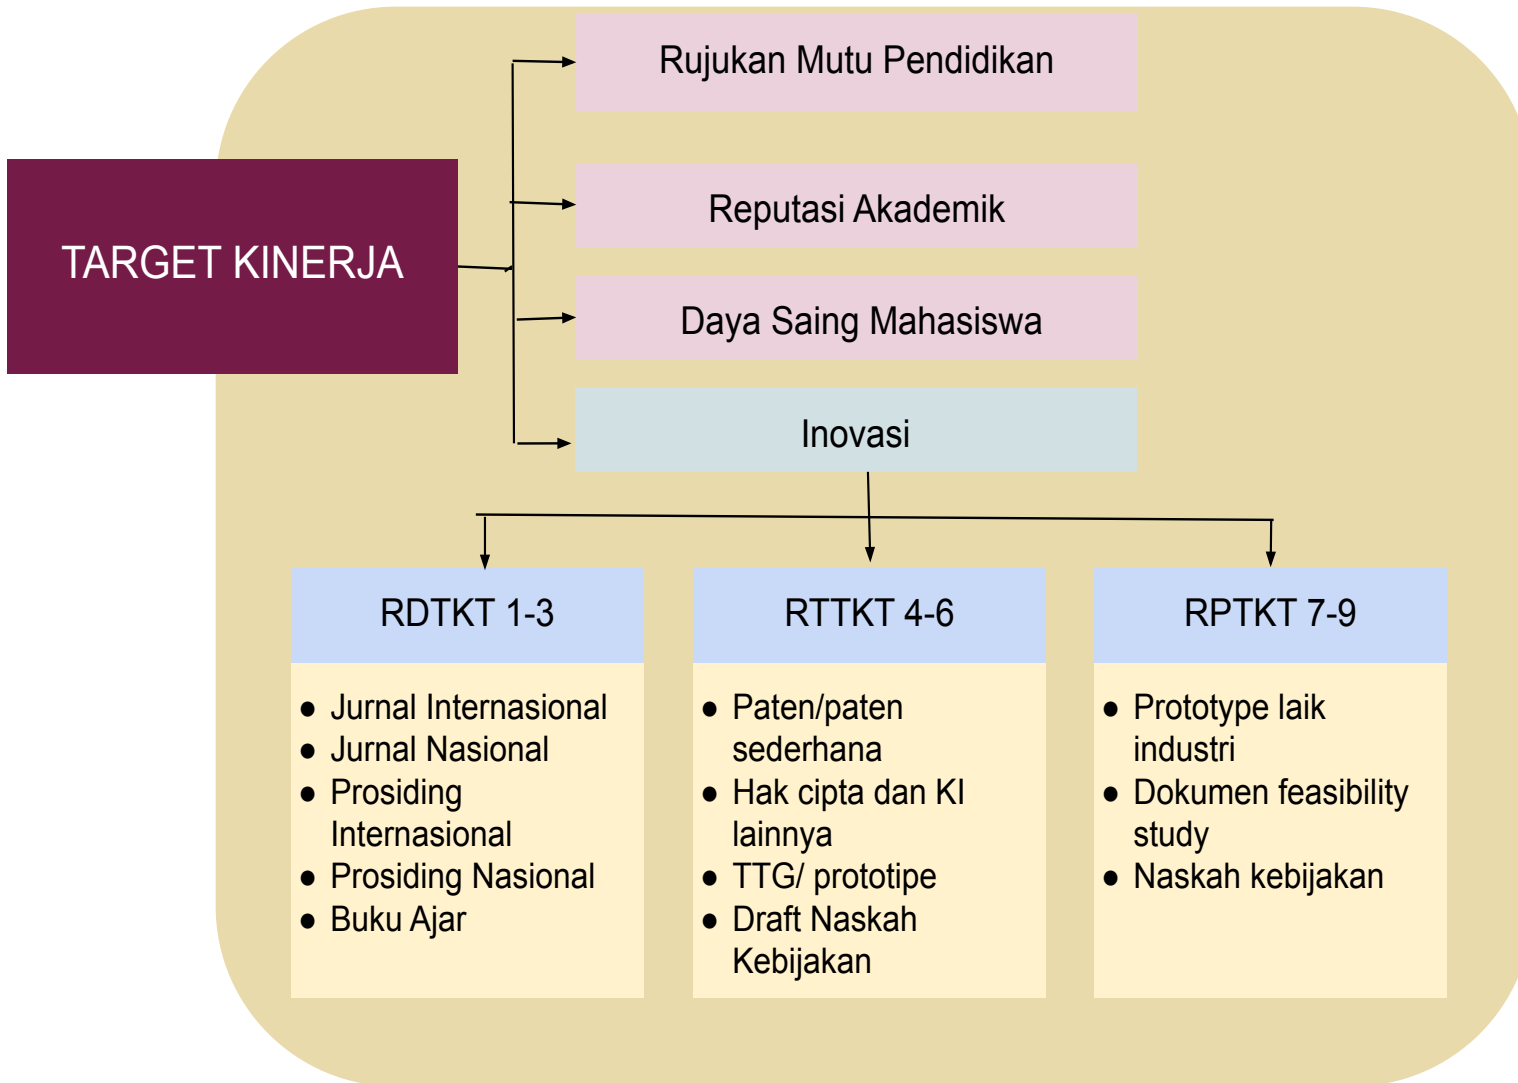 Rujukan Mutu Pendidikan
TARGET KINERJA
Reputasi Akademik
Daya Saing Mahasiswa
Inovasi
RDTKT 1-3
● Jurnal Internasional
● Jurnal Nasional
● Prosiding
Internasional
● Prosiding Nasional
● Buku Ajar
RTTKT 4-6
● Paten/paten
sederhana
● Hak cipta dan KI
lainnya
● TTG/ prototipe
● Draft Naskah
Kebijakan
RPTKT 7-9
● Prototype laik
industri
● Dokumen feasibility
study
● Naskah kebijakan